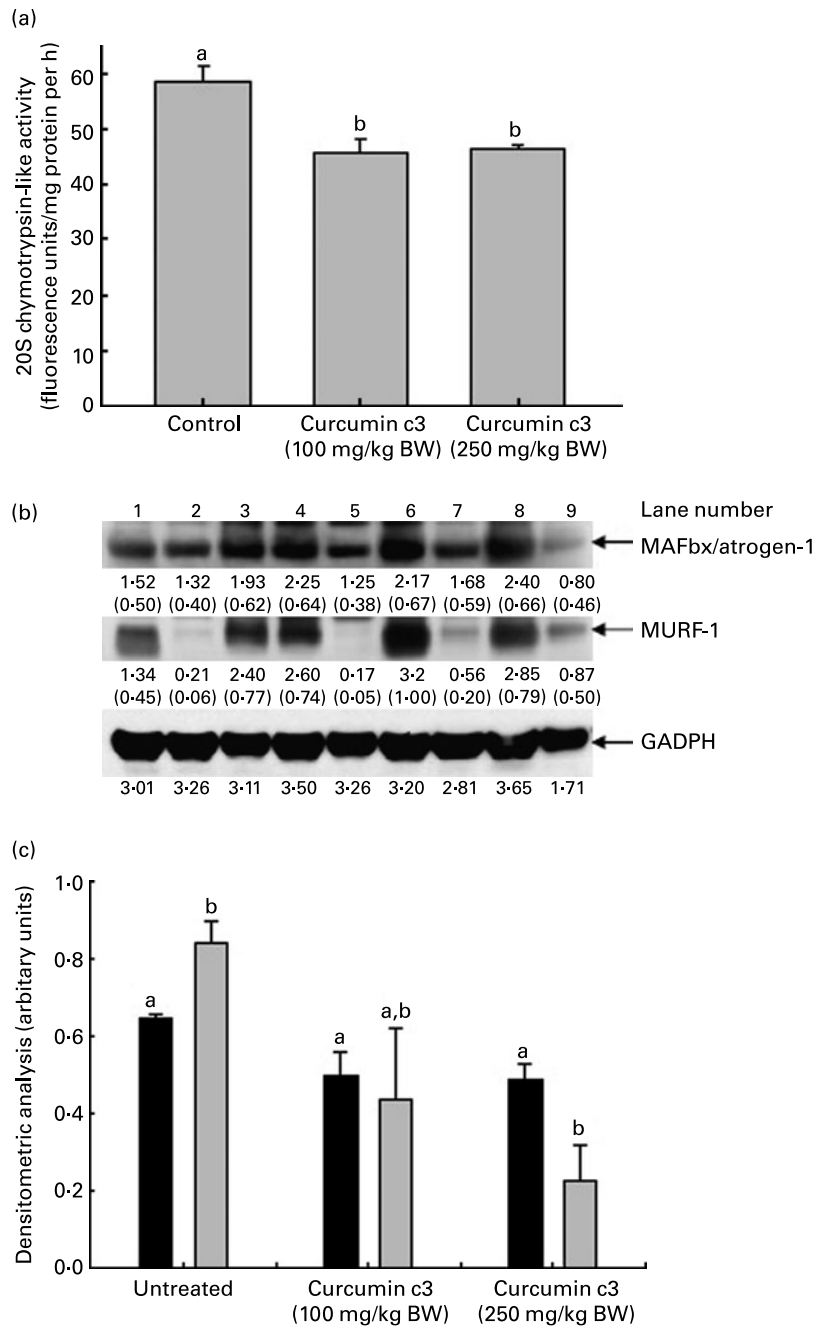 (a)
20S chymotrypsin-like activity
(fluorescence units/mg protein per h)
60
50
40
30
20
10
0
a
b
b
Control
Curcumin c3
(100 mg/kg BW)
Curcumin c3
(250 mg/kg BW)
(b)
1 2 3 4 5 6 7 8 9 Lane number
MAFbx/atrogen-1
1·52 1·32 1·93 2·25 1·25 2·17 1·68 2·40 0·80
(0·50) (0·40) (0·62) (0·64) (0·38) (0·67) (0·59) (0·66) (0·46)
MURF-1
1·34 0·21 2·40 2·60 0·17 3·2 0·56 2·85 0·87
(0·45) (0·06) (0·77) (0·74) (0·05) (1·00) (0·20) (0·79) (0·50)
GADPH
3·01 3·26 3·11 3·50 3·26 3·20 2·81 3·65 1·71
(c)
Densitometric analysis (arbitary units)
1·0
0·8
0·6
0·4
0·2
0·0
a
b
a
a,b
a
b
Untreated
Curcumin c3
(100 mg/kg BW)
Curcumin c3
(250 mg/kg BW)